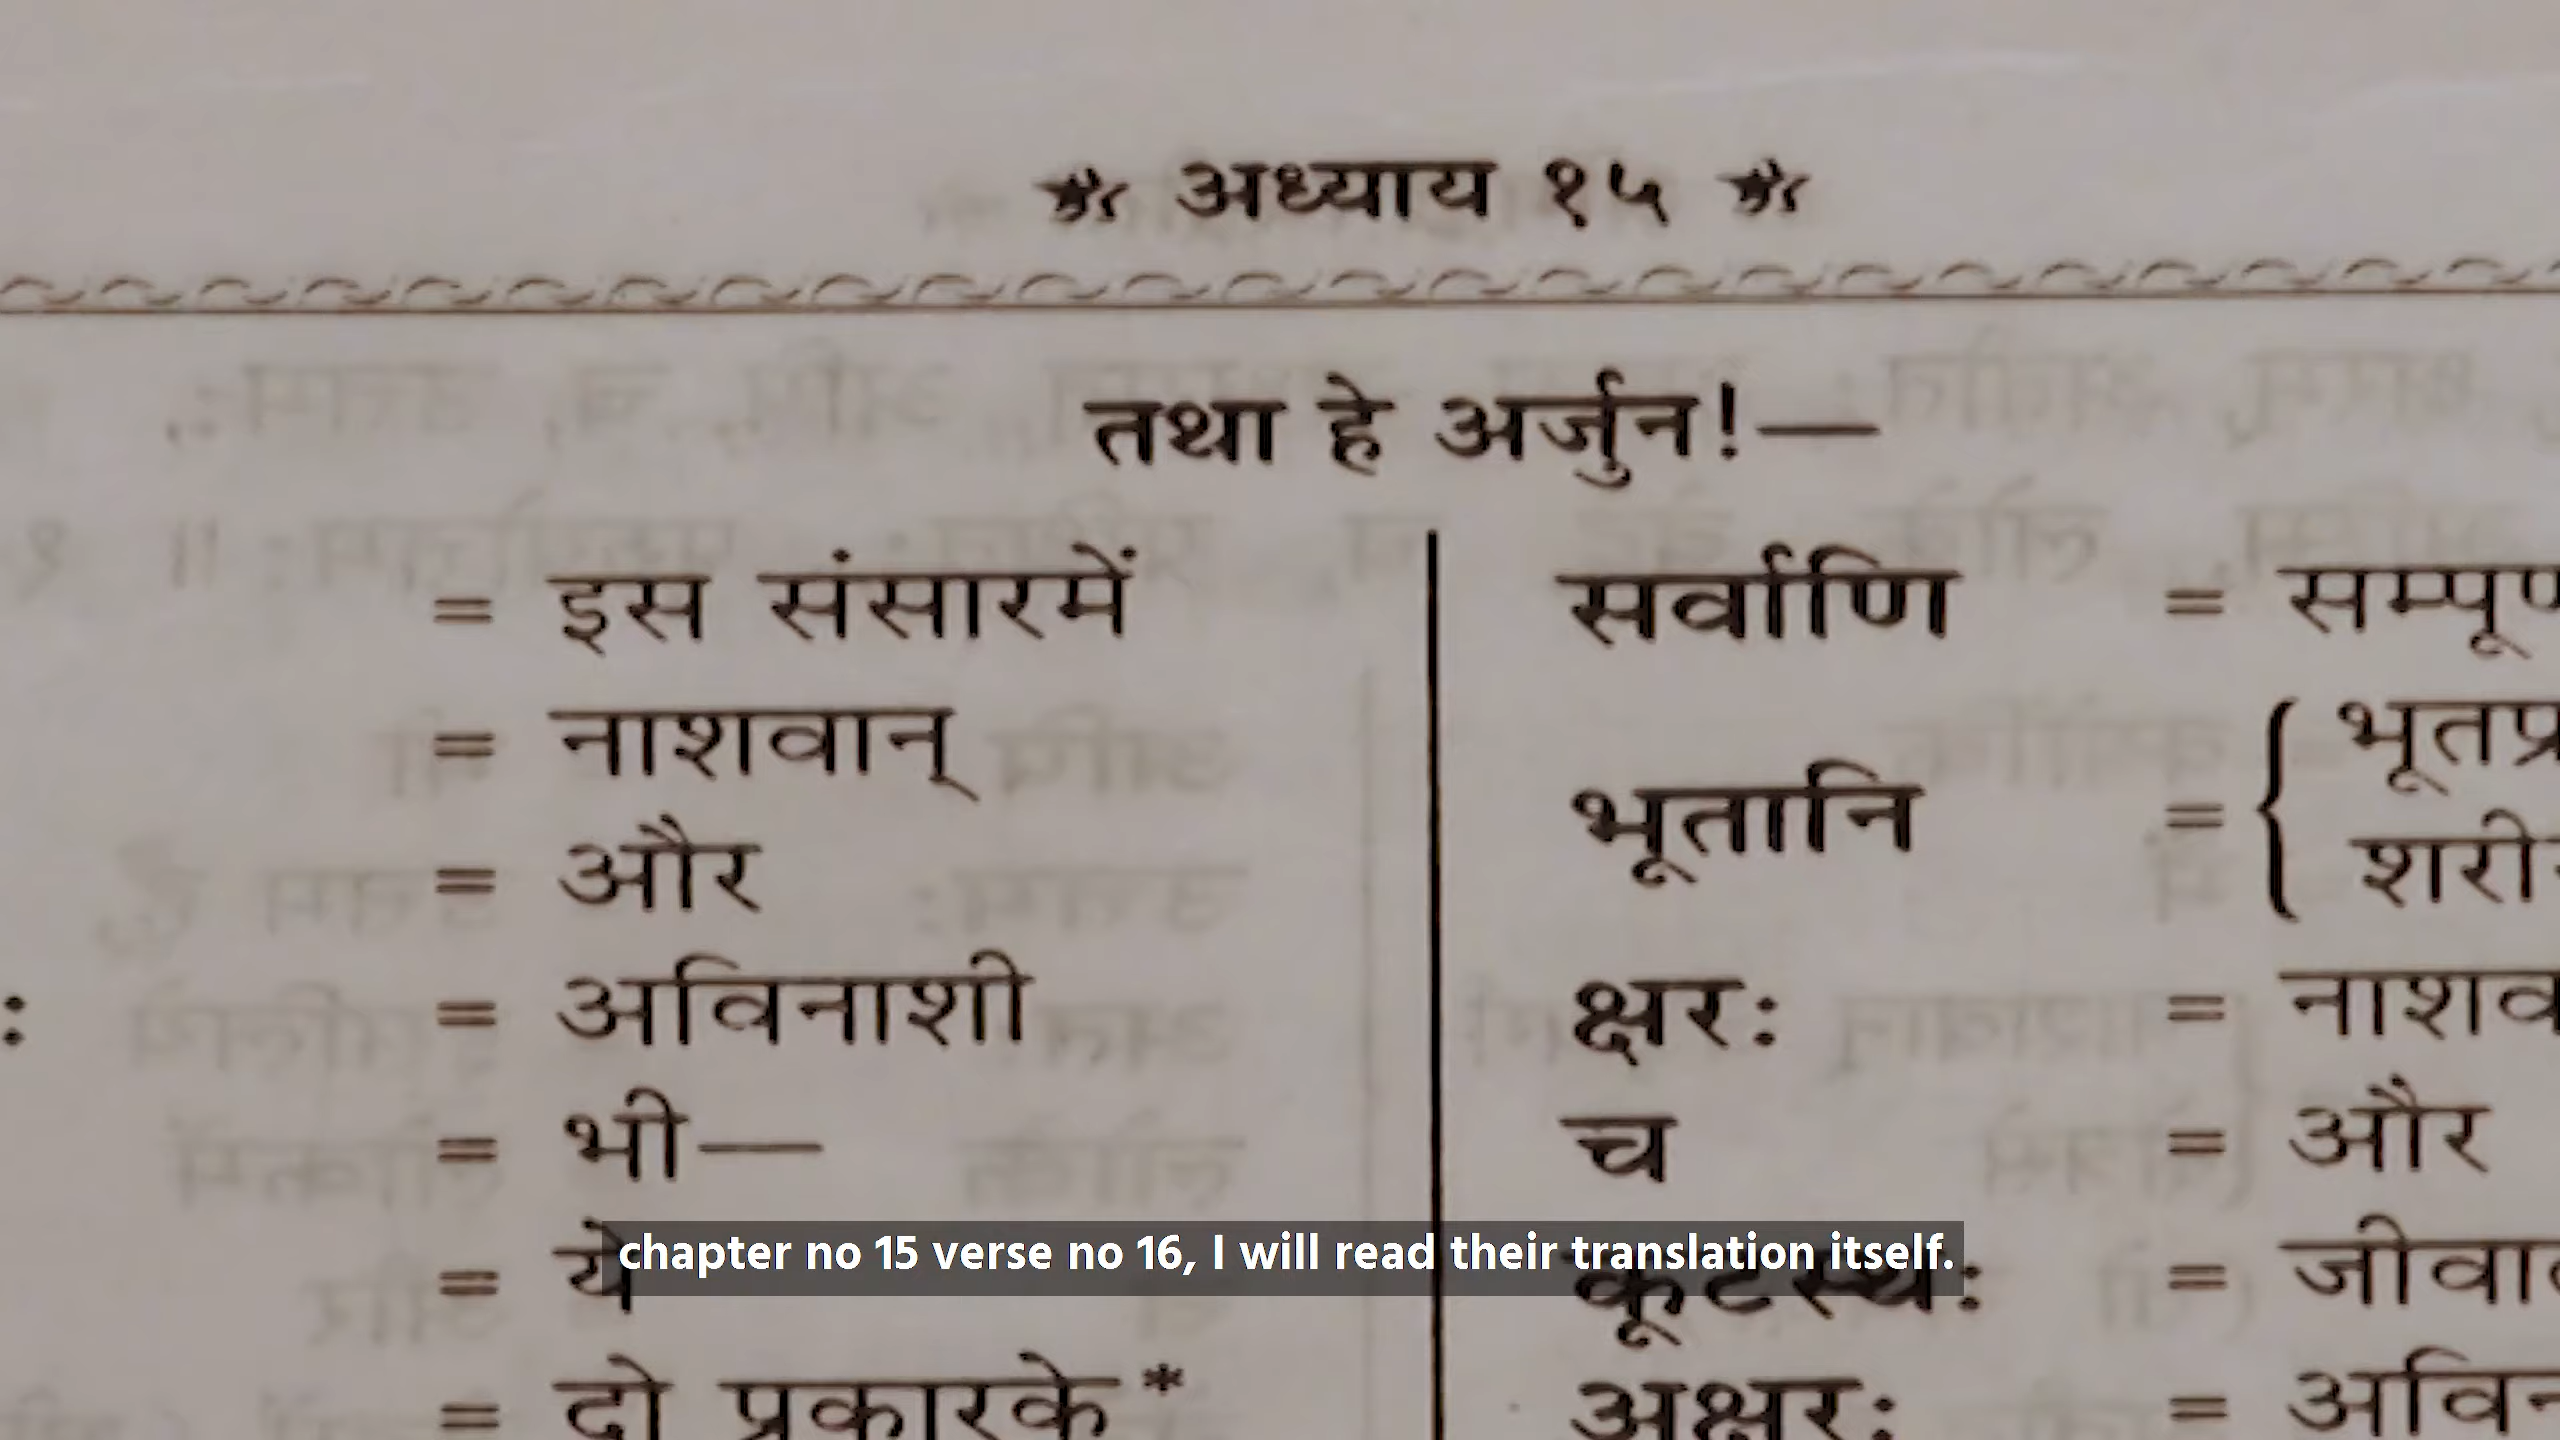 * अध्याय १५ *
तथा हे अर्जुन!—
= इस संसारमें
= नाशवान्
= और
: = अविनाशी
= भी—
= ये
= दो प्रकारके*
सर्वाणि =
भूतानि = {
क्षरः =
च = और
कूटस्थः =
अक्षरः =
chapter no 15 verse no 16, I will read their translation itself.